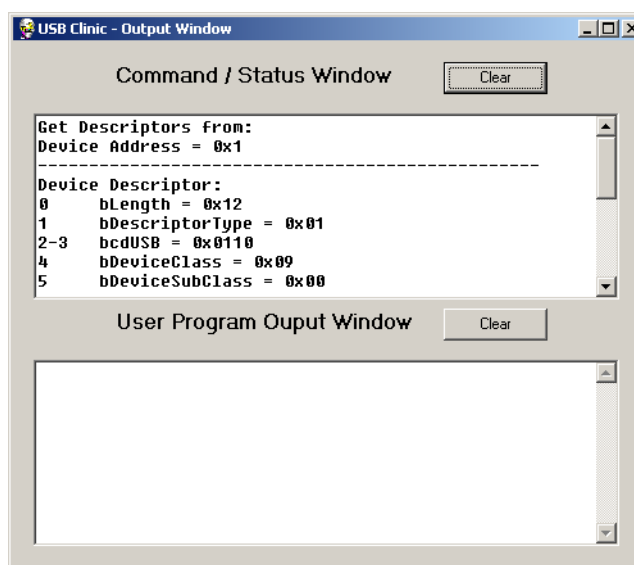 USB Clinic - Output Window
Command / Status Window Clear
Get Descriptors from:
Device Address = 0x1
-------------------------------------------------
Device Descriptor:
0 bLength = 0x12
1 bDescriptorType = 0x01
2-3 bcdUSB = 0x0110
4 bDeviceClass = 0x09
5 bDeviceSubClass = 0x00
User Program Ouput Window Clear